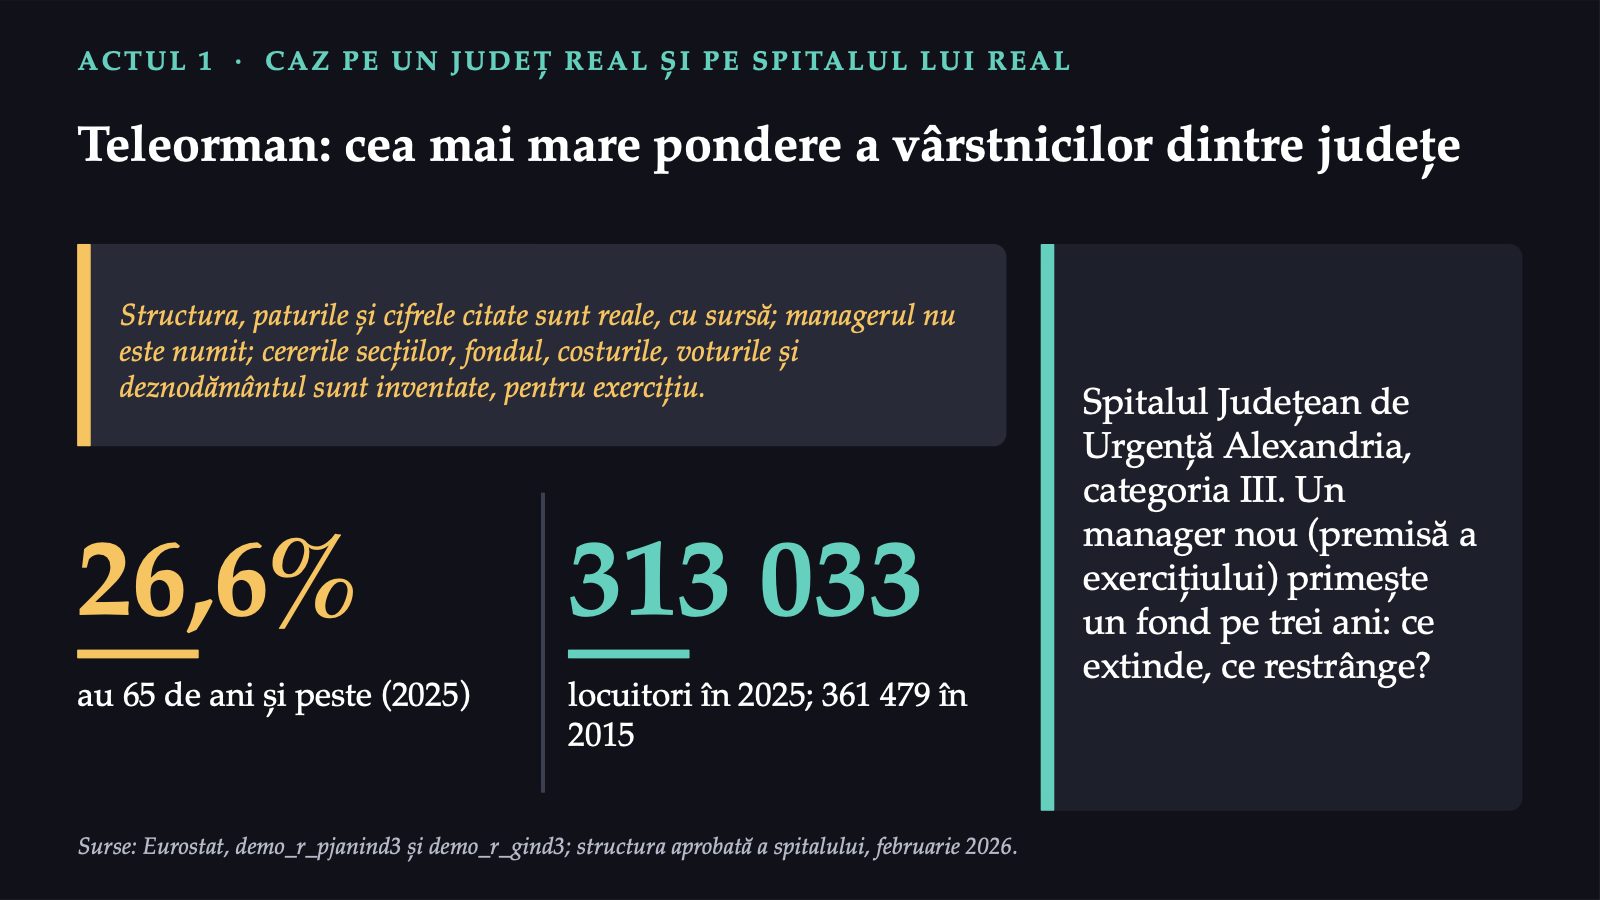 ACTUL 1 · CAZ PE UN JUDEȚ REAL ȘI PE SPITALUL LUI REAL
Teleorman: cea mai mare pondere a vârstnicilor dintre județe
Structura, paturile și cifrele citate sunt reale, cu sursă; managerul nu
este numit; cererile secțiilor, fondul, costurile, voturile și
deznodământul sunt inventate, pentru exercițiu.
26,6%
au 65 de ani și peste (2025)
313 033
locuitori în 2025; 361 479 în
2015
Spitalul Județean de
Urgență Alexandria,
categoria III. Un
manager nou (premisă a
exercițiului) primește
un fond pe trei ani: ce
extinde, ce restrânge?
Surse: Eurostat, demo_r_pjanind3 și demo_r_gind3; structura aprobată a spitalului, februarie 2026.